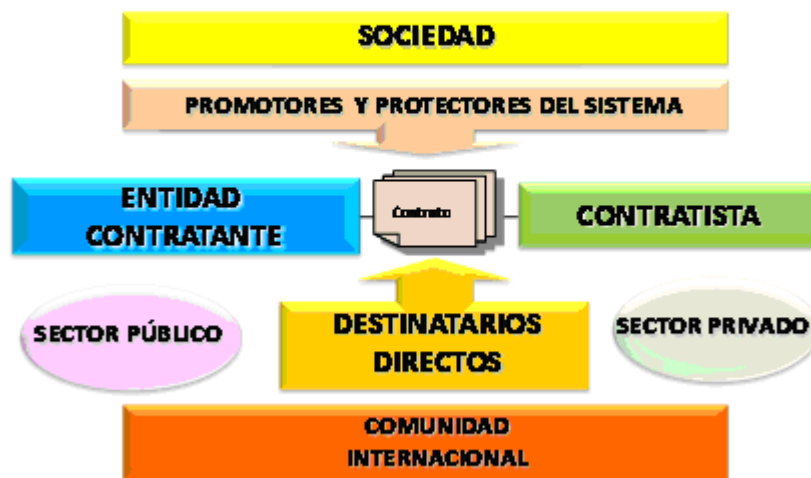 SOCIEDAD
PROMOTORES Y PROTECTORES DEL SISTEMA
ENTIDAD
CONTRATANTE
Contrato
CONTRATISTA
SECTOR PÚBLICO
DESTINATARIOS
DIRECTOS
SECTOR PRIVADO
COMUNIDAD
INTERNACIONAL